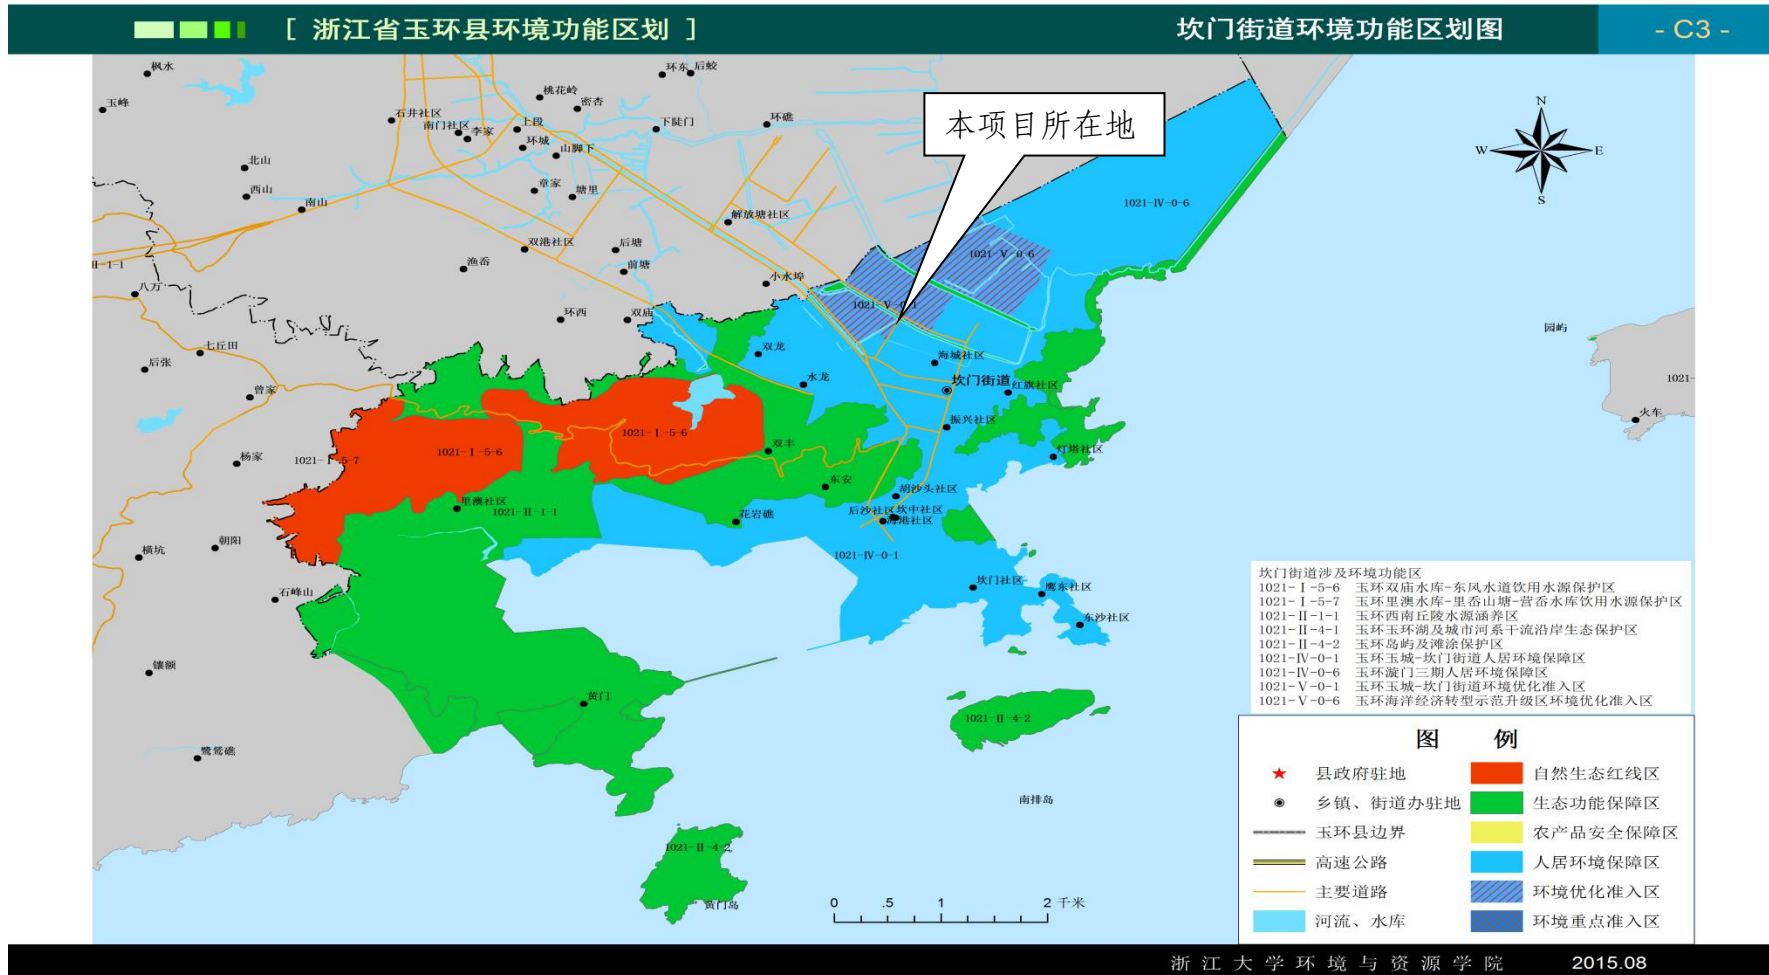 [ 浙江省玉环县环境功能区划 ]
坎门街道环境功能区划图
- C3 -
枫水
环东
后蛟
玉峰
桃花岭
密杏
石井社区
南门社区
李家
上段
下陡门
环礁
本项目所在地
N
W
E
S
环城
山脚下
北山
西山
章家
塘里
南山
解放塘社区
1021-Ⅳ-0-6
双港社区
后塘
渔岙
前塘
1021-Ⅴ-0-6
Ⅱ-1-1
小水埠
八万
1021-Ⅴ-0-1
环西
双庙
园屿
七丘田
后张
双龙
海城社区
水龙
坎门街道
红旗社区
1021-
曾家
火车
振兴社区
1021-Ⅰ-5-6
双丰
1021-Ⅰ-5-6
灯塔社区
杨家
1021-Ⅰ-5-7
东安
胡沙头社区
里澳社区
1021-Ⅱ-1-1
花岩礁
后沙社区
坎中社区
海港社区
朝阳
横坑
1021-Ⅳ-0-1
石峰山
坎门社区
鹰东社区
东沙社区
镶额
黄门
1021-Ⅱ-4-2
鹭鸶礁
南排岛
1021-Ⅱ-4-2
黄门岛
0 .5 1 2 千米
坎门街道涉及环境功能区
1021-Ⅰ-5-6 玉环双庙水库-东风水道饮用水源保护区
1021-Ⅰ-5-7 玉环里澳水库-里岙山塘-营岙水库饮用水源保护区
1021-Ⅱ-1-1 玉环西南丘陵水源涵养区
1021-Ⅱ-4-1 玉环玉环湖及城市河系干流沿岸生态保护区
1021-Ⅱ-4-2 玉环岛屿及滩涂保护区
1021-Ⅳ-0-1 玉环玉城-坎门街道人居环境保障区
1021-Ⅳ-0-6 玉环漩门三期人居环境保障区
1021-Ⅴ-0-1 玉环玉城-坎门街道环境优化准入区
1021-Ⅴ-0-6 玉环海洋经济转型示范升级区环境优化准入区
图 例
县政府驻地 自然生态红线区
乡镇、街道办驻地 生态功能保障区
玉环县边界 农产品安全保障区
高速公路 人居环境保障区
主要道路 环境优化准入区
河流、水库 环境重点准入区
浙江大学环境与资源学院 2015.08